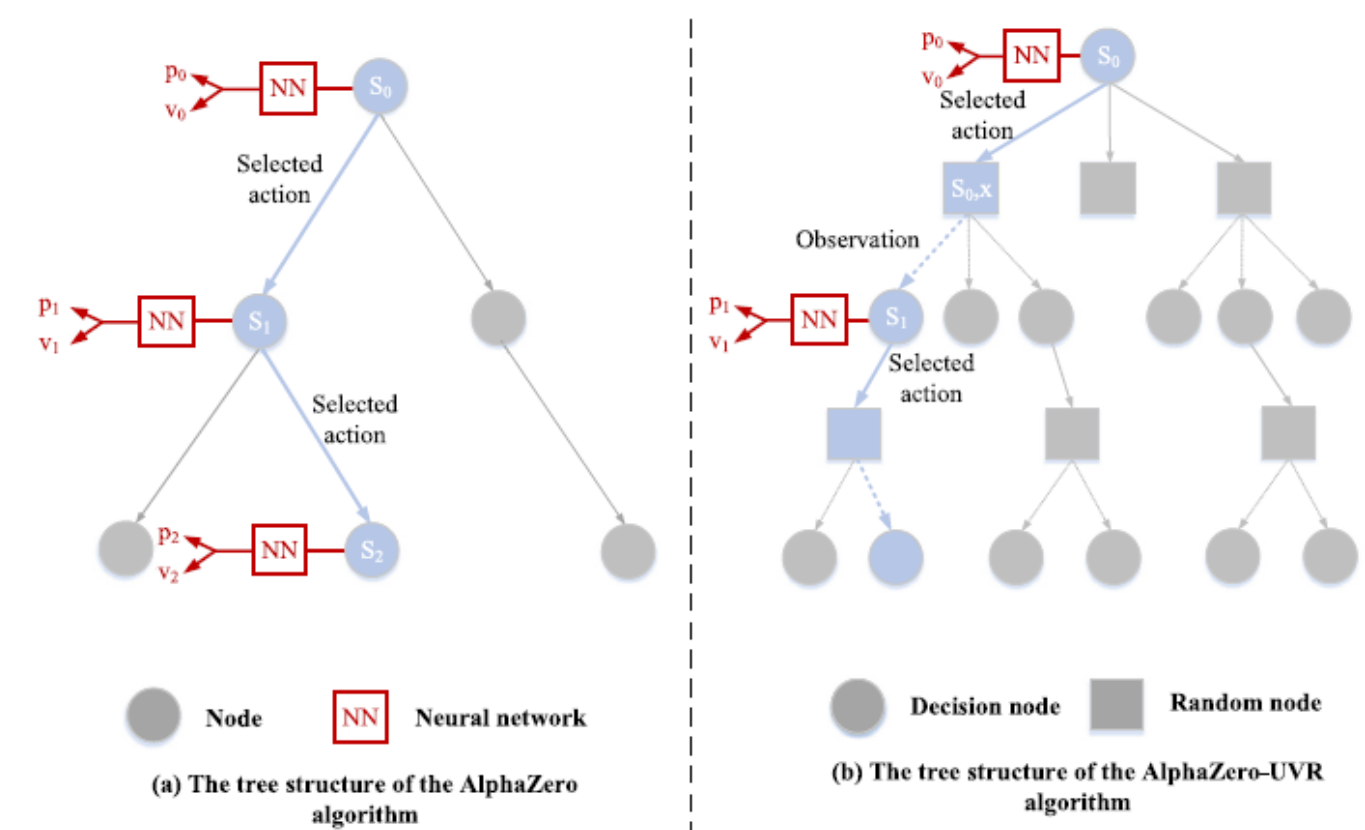 p₀
v₀
NN
S₀
Selected
action
p₁
v₁
NN
S₁
Selected
action
p₂
v₂
NN
S₂
Node
NN
Neural network
(a) The tree structure of the AlphaZero
algorithm
p₀
v₀
NN
S₀
Selected
action
S₀,x
Observation
p₁
v₁
NN
S₁
Selected
action
Decision node
Random node
(b) The tree structure of the AlphaZero-UVR
algorithm